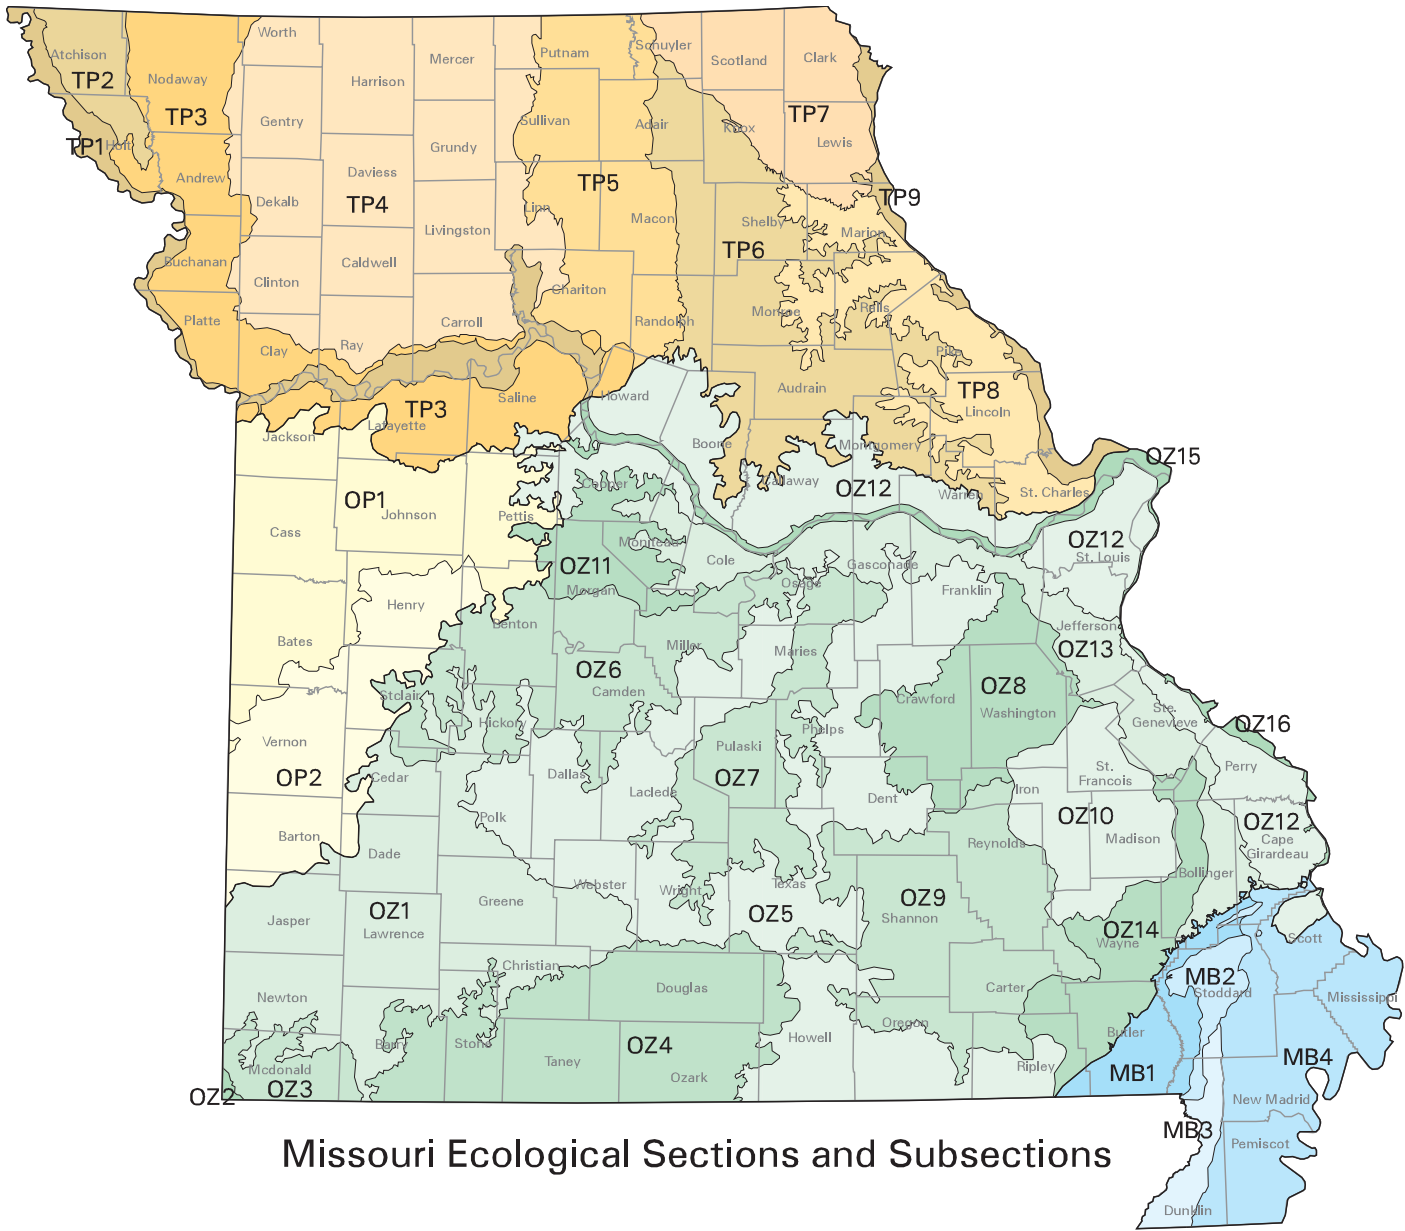 Worth
Putnam
Schuyler
Atchison
Mercer
Scotland
Clark
Nodaway
Harrison
TP2
TP3
Gentry
Sullivan
Adair
Knox
TP7
Lewis
TP1
Holt
Grundy
Andrew
Daviess
TP5
TP9
Dekalb
TP4
Linn
Macon
Shelby
Marion
Livingston
TP6
Buchanan
Caldwell
Clinton
Chariton
Monroe
Ralls
Platte
Carroll
Randolph
Clay
Ray
Pike
Audrain
TP8
Saline
Howard
TP3
Lincoln
Lafayette
Jackson
Boone
Montgomery
OZ15
Cooper
Callaway
OZ12
Warren
St. Charles
OP1
Johnson
Pettis
Cass
Moniteau
OZ12
St. Louis
Cole
Gasconade
OZ11
Morgan
Osage
Franklin
Henry
Benton
Jefferson
Bates
Miller
Maries
OZ13
OZ6
Camden
OZ8
Stclair
Crawford
Washington
Ste.
Genevieve
Hickory
Phelps
OZ16
Vernon
Pulaski
OP2
Cedar
Dallas
OZ7
St.
Francois
Perry
Laclede
Dent
Iron
Polk
OZ10
OZ12
Barton
Madison
Cape
Girardeau
Dade
Reynolds
Bollinger
Webster
Wright
Texas
Greene
OZ9
Jasper
OZ1
OZ5
Shannon
Lawrence
OZ14
Wayne
Scott
Christian
MB2
Stoddard
Newton
Douglas
Carter
Mississippi
Oregon
Butler
Barry
Stone
Howell
OZ4
MB4
Mcdonald
Taney
Ripley
MB1
OZ2
OZ3
Ozark
New Madrid
MB3
Pemiscot
Missouri Ecological Sections and Subsections
Dunklin